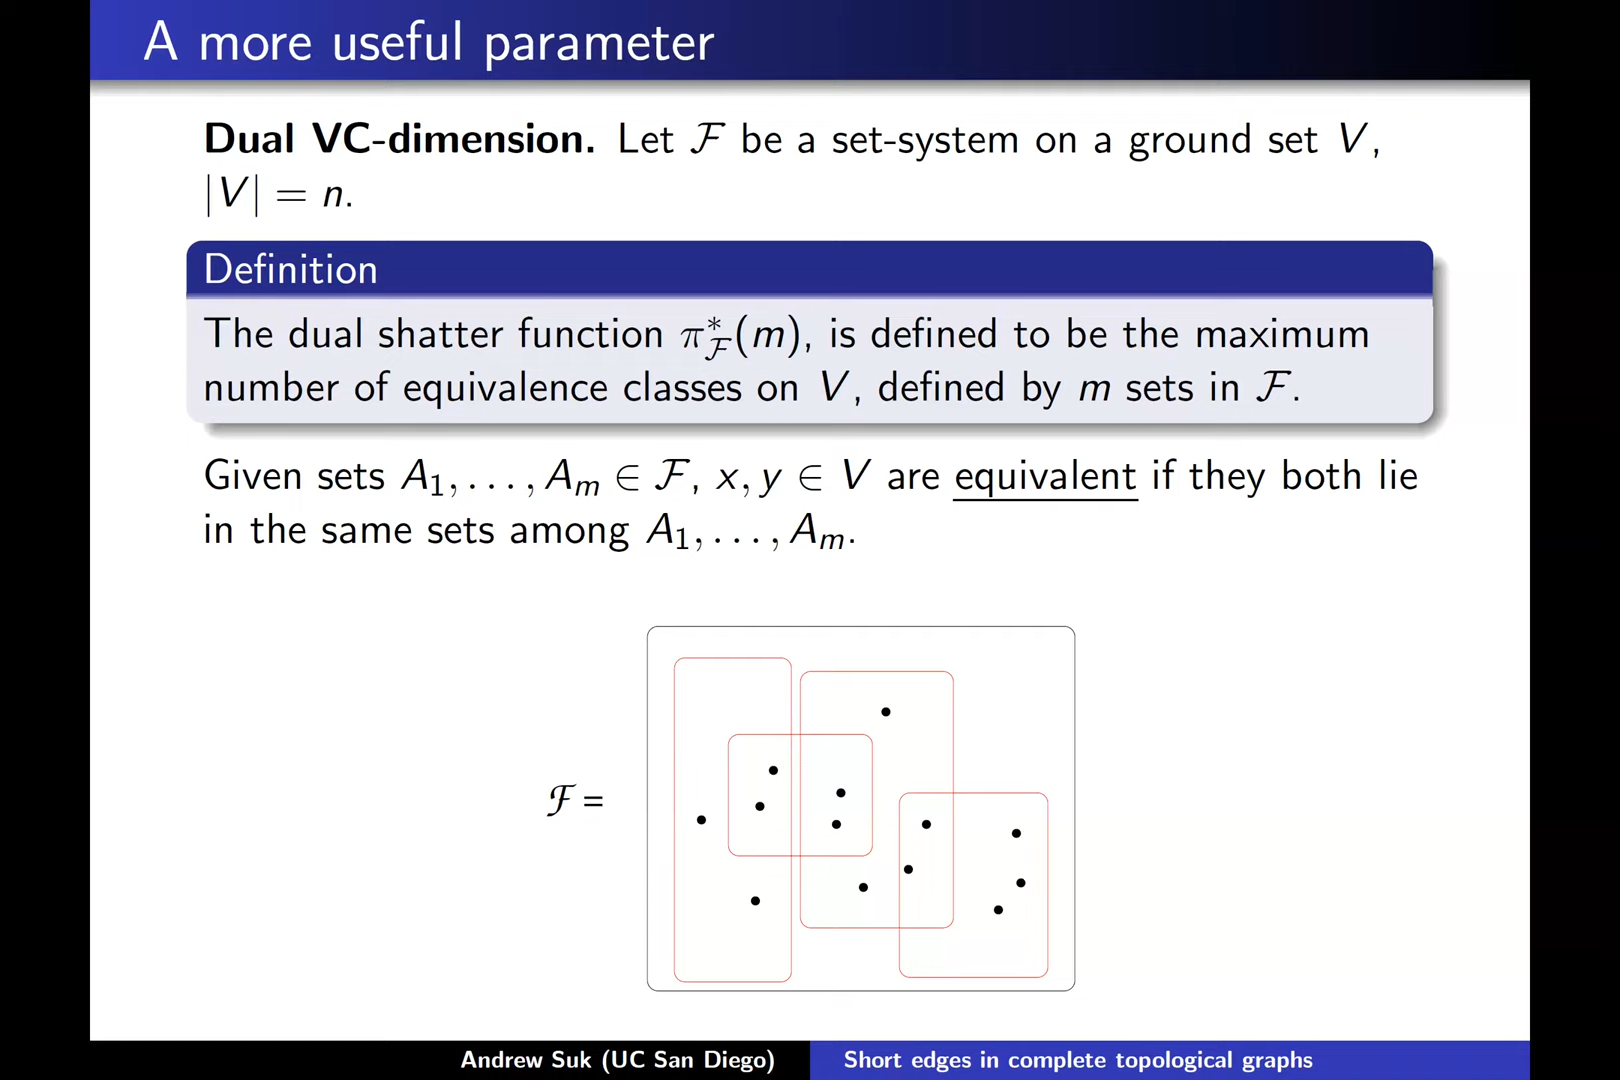 A more useful parameter
Dual VC-dimension. Let ℱ be a set-system on a ground set V,
|V| = n.
Definition
The dual shatter function π*_ℱ(m), is defined to be the maximum
number of equivalence classes on V, defined by m sets in ℱ.
Given sets A₁, . . . , Aₘ ∈ ℱ, x, y ∈ V are equivalent if they both lie
in the same sets among A₁, . . . , Aₘ.
ℱ =
Andrew Suk (UC San Diego)
Short edges in complete topological graphs